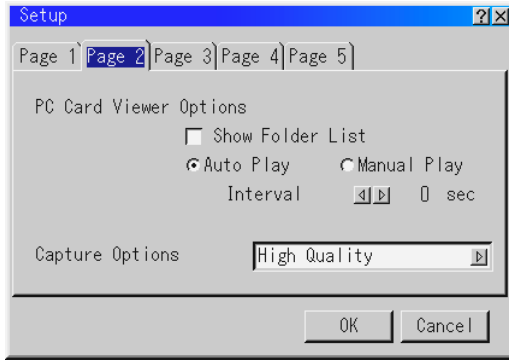 Setup
Page 1 Page 2 Page 3 Page 4 Page 5
PC Card Viewer Options
Show Folder List
Auto Play Manual Play
Interval 0 sec
Capture Options High Quality
OK Cancel